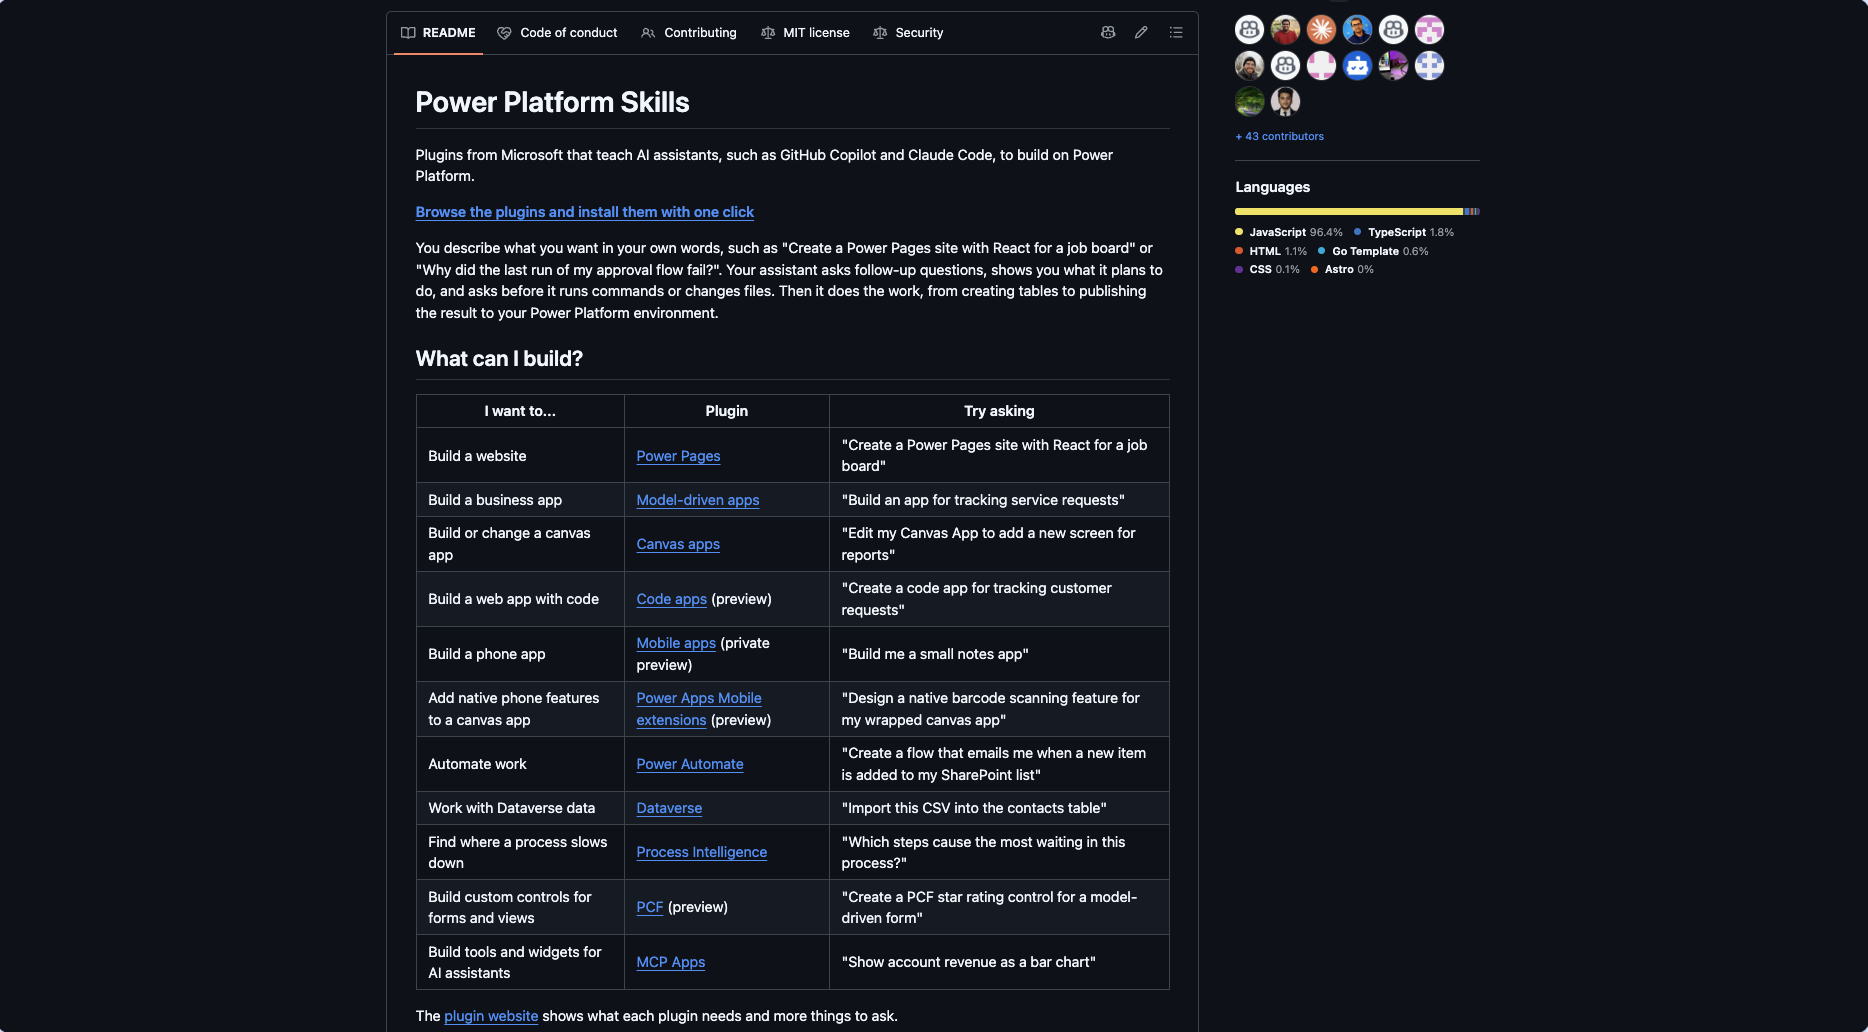 README
Code of conduct
Contributing
MIT license
Security
Power Platform Skills
Plugins from Microsoft that teach AI assistants, such as GitHub Copilot and Claude Code, to build on Power
Platform.
Browse the plugins and install them with one click
You describe what you want in your own words, such as "Create a Power Pages site with React for a job board" or
"Why did the last run of my approval flow fail?". Your assistant asks follow-up questions, shows you what it plans to
do, and asks before it runs commands or changes files. Then it does the work, from creating tables to publishing
the result to your Power Platform environment.
What can I build?
I want to...
Plugin
Try asking
Build a website
Power Pages
"Create a Power Pages site with React for a job
board"
Build a business app
Model-driven apps
"Build an app for tracking service requests"
Build or change a canvas
app
Canvas apps
"Edit my Canvas App to add a new screen for
reports"
Build a web app with code
Code apps (preview)
"Create a code app for tracking customer
requests"
Build a phone app
Mobile apps (private
preview)
"Build me a small notes app"
Add native phone features
to a canvas app
Power Apps Mobile
extensions (preview)
"Design a native barcode scanning feature for
my wrapped canvas app"
Automate work
Power Automate
"Create a flow that emails me when a new item
is added to my SharePoint list"
Work with Dataverse data
Dataverse
"Import this CSV into the contacts table"
Find where a process slows
down
Process Intelligence
"Which steps cause the most waiting in this
process?"
Build custom controls for
forms and views
PCF (preview)
"Create a PCF star rating control for a model-
driven form"
Build tools and widgets for
AI assistants
MCP Apps
"Show account revenue as a bar chart"
The plugin website shows what each plugin needs and more things to ask.
+ 43 contributors
Languages
JavaScript 96.4%
TypeScript 1.8%
HTML 1.1%
Go Template 0.6%
CSS 0.1%
Astro 0%